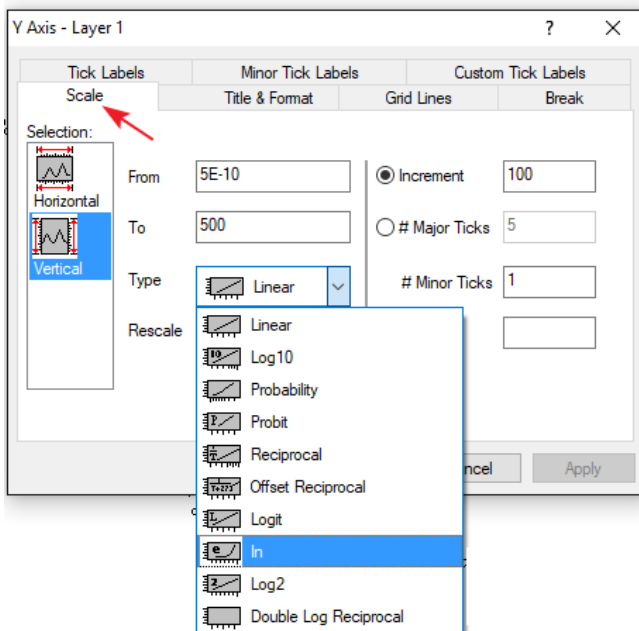 Y Axis - Layer 1
?
Tick Labels
Minor Tick Labels
Custom Tick Labels
Scale
Title & Format
Grid Lines
Break
Selection:
Horizontal
Vertical
From
5E-10
Increment
100
To
500
# Major Ticks
5
Type
Linear
# Minor Ticks
1
Rescale
Linear
Log10
Probability
Probit
Reciprocal
Offset Reciprocal
Logit
ln
Log2
Double Log Reciprocal
ncel
Apply